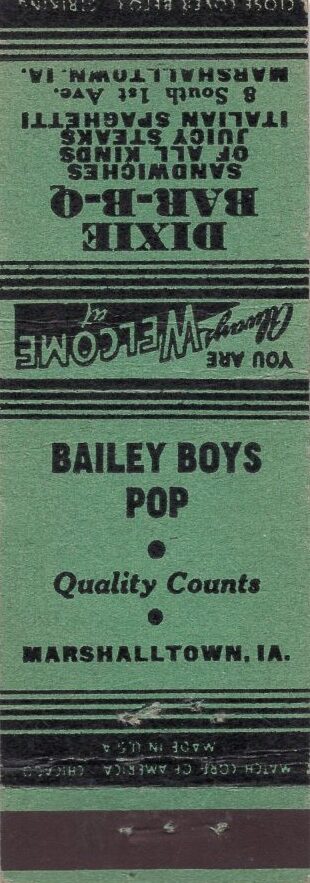 CLOSE COVER BEFORE STRIKING
BAILEY BOYS
POP
Quality Counts
MARSHALLTOWN, IA.
YOU ARE
Always WELCOME at
DIXIE
BAR-B-Q
SANDWICHES
OF ALL KINDS
JUICY STEAKS
ITALIAN SPAGHETTI
8 South 1st Ave.
MARSHALLTOWN, IA.
MATCH CORP. OF AMERICA, CHICAGO
MADE IN U.S.A.